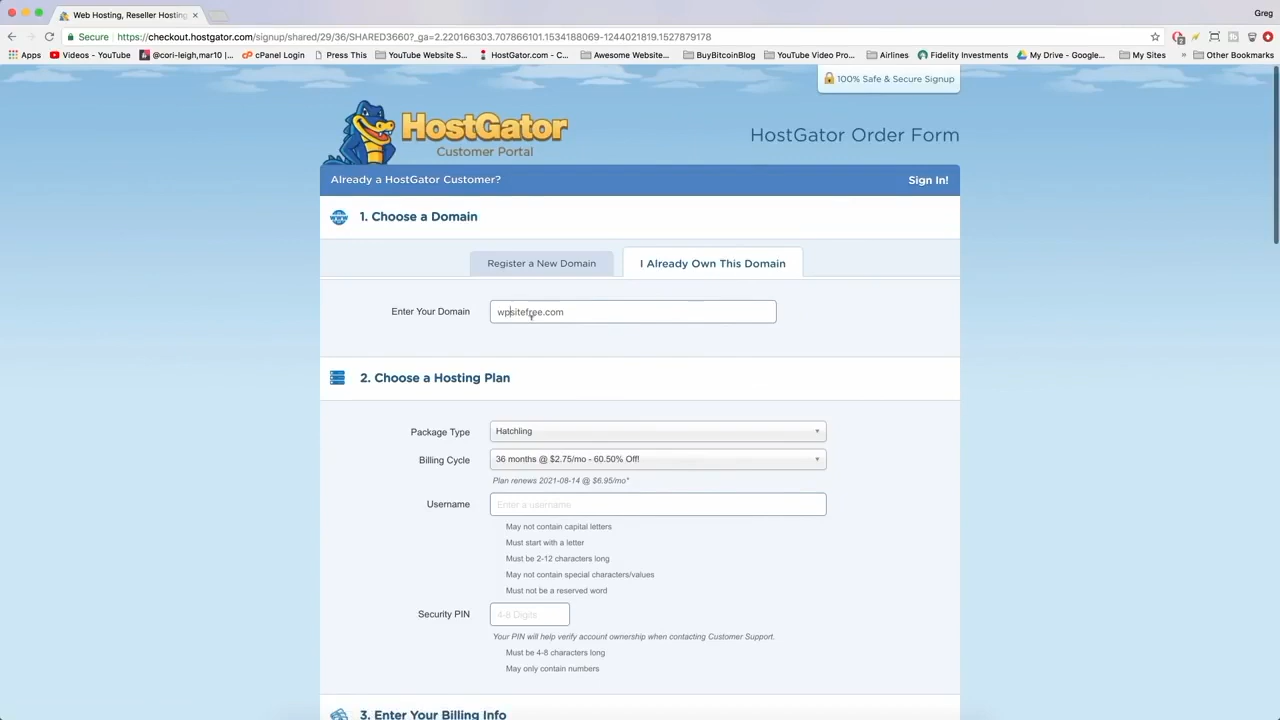 Web Hosting, Reseller Hosting,
Greg
Secure
https://checkout.hostgator.com/signup/shared/29/36/SHARED3660?_ga=2.220166303.707866101.1534188069-1244021819.1527879178
Apps
Videos - YouTube
@cori-leigh,mar10 |...
cPanel Login
Press This
YouTube Website S...
HostGator.com - C...
Awesome Website...
BuyBitcoinBlog
YouTube Video Pro...
Airlines
Fidelity Investments
My Drive - Google...
My Sites
»
Other Bookmarks
100% Safe & Secure Signup
HostGator
Customer Portal
HostGator Order Form
Already a HostGator Customer?
Sign In!
1. Choose a Domain
Register a New Domain
I Already Own This Domain
Enter Your Domain
wpsitefree.com
2. Choose a Hosting Plan
Package Type
Hatchling
Billing Cycle
36 months @ $2.75/mo - 60.50% Off!
Plan renews 2021-08-14 @ $6.95/mo*
Username
Enter a username
May not contain capital letters
Must start with a letter
Must be 2-12 characters long
May not contain special characters/values
Must not be a reserved word
Security PIN
4-8 Digits
Your PIN will help verify account ownership when contacting Customer Support.
Must be 4-8 characters long
May only contain numbers
3. Enter Your Billing Info